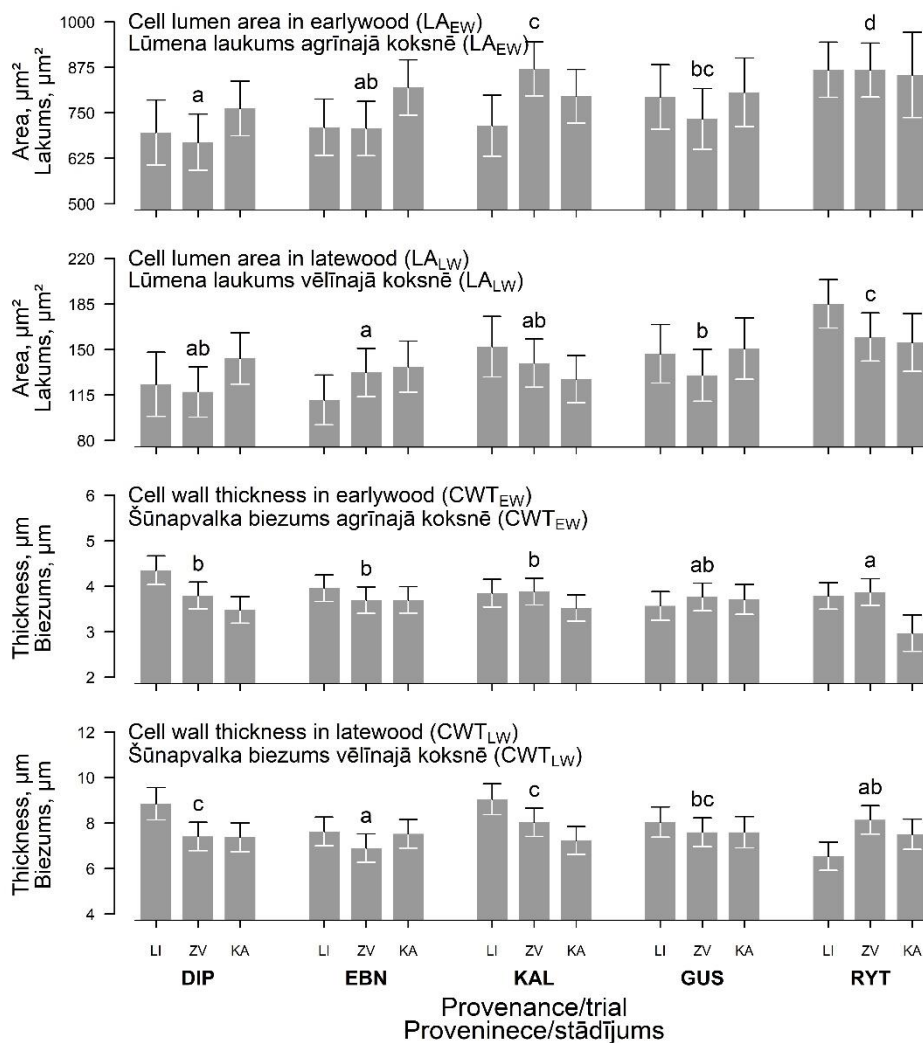 Cell lumen area in earlywood (LA_EW)
Lūmena laukums agrīnajā koksnē (LA_EW)
Area, µm²
Lakums, µm²
1000
875
750
625
500
a
ab
c
bc
d
Cell lumen area in latewood (LA_LW)
Lūmena laukums vēlīnajā koksnē (LA_LW)
Area, µm²
Lakums, µm²
220
185
150
115
80
ab
a
ab
b
c
Cell wall thickness in earlywood (CWT_EW)
Šūnapvalka biezums agrīnajā koksnē (CWT_EW)
Thickness, µm
Biezums, µm
6
5
4
3
2
b
b
b
ab
a
Cell wall thickness in latewood (CWT_LW)
Šūnapvalka biezums vēlīnajā koksnē (CWT_LW)
Thickness, µm
Biezums, µm
12
10
8
6
4
c
a
c
bc
ab
LI ZV KA LI ZV KA LI ZV KA LI ZV KA LI ZV KA
DIP EBN KAL GUS RYT
Provenance/trial
Proveninece/stādījums